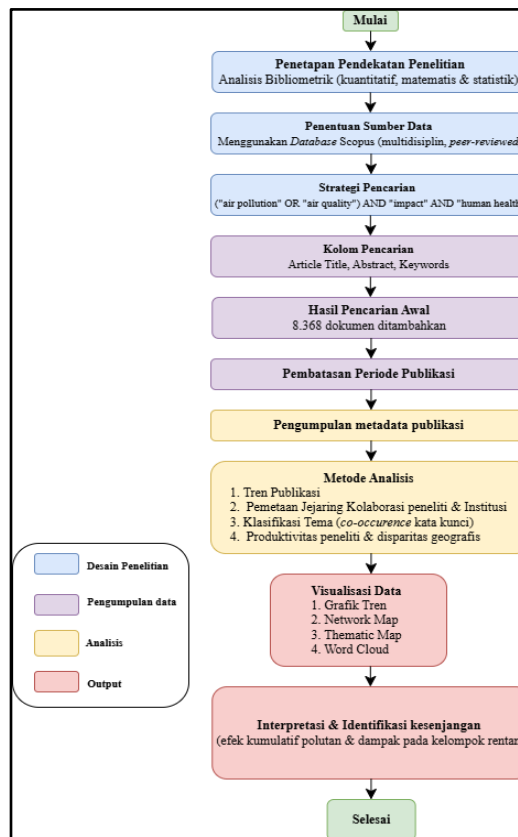 Mulai
Penetapan Pendekatan Penelitian
Analisis Bibliometrik (kuantitatif, matematis & statistik)
Penentuan Sumber Data
Menggunakan Database Scopus (multidisiplin, peer-reviewed
Strategi Pencarian
("air pollution" OR "air quality") AND "impact" AND "human health
Kolom Pencarian
Article Title, Abstract, Keywords
Hasil Pencarian Awal
8.368 dokumen ditambahkan
Pembatasan Periode Publikasi
Pengumpulan metadata publikasi
Metode Analisis
1. Tren Publikasi
2. Pemetaan Jejaring Kolaborasi peneliti & Institusi
3. Klasifikasi Tema (co-occurence kata kunci)
4. Produktivitas peneliti & disparitas geografis
Visualisasi Data
1. Grafik Tren
2. Network Map
3. Thematic Map
4. Word Cloud
Interpretasi & Identifikasi kesenjangan
(efek kumulatif polutan & dampak pada kelompok rentan
Selesai
Desain Penelitian
Pengumpulan data
Analisis
Output